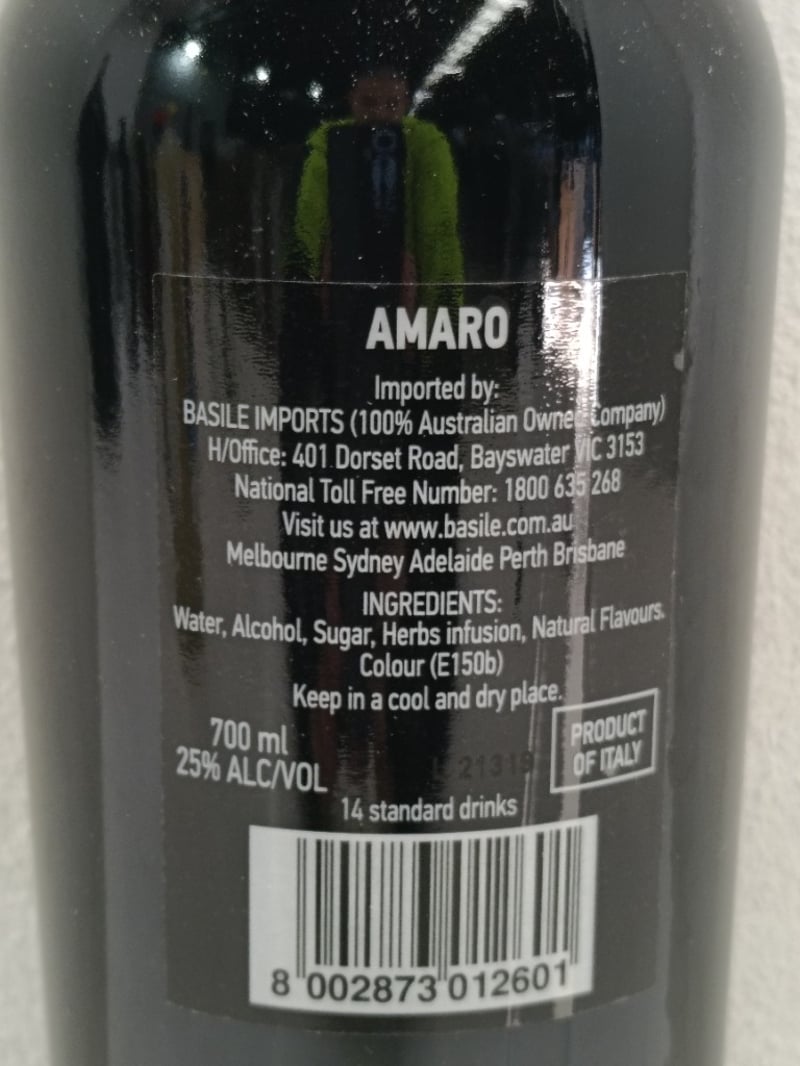 AMARO
Imported by:
BASILE IMPORTS (100% Australian Owned Company)
H/Office: 401 Dorset Road, Bayswater VIC 3153
National Toll Free Number: 1800 635 268
Visit us at www.basile.com.au
Melbourne Sydney Adelaide Perth Brisbane
INGREDIENTS:
Water, Alcohol, Sugar, Herbs infusion, Natural Flavours.
Colour (E150b)
Keep in a cool and dry place.
700 ml
25% ALC/VOL
PRODUCT
OF ITALY
14 standard drinks
8 002873 012601